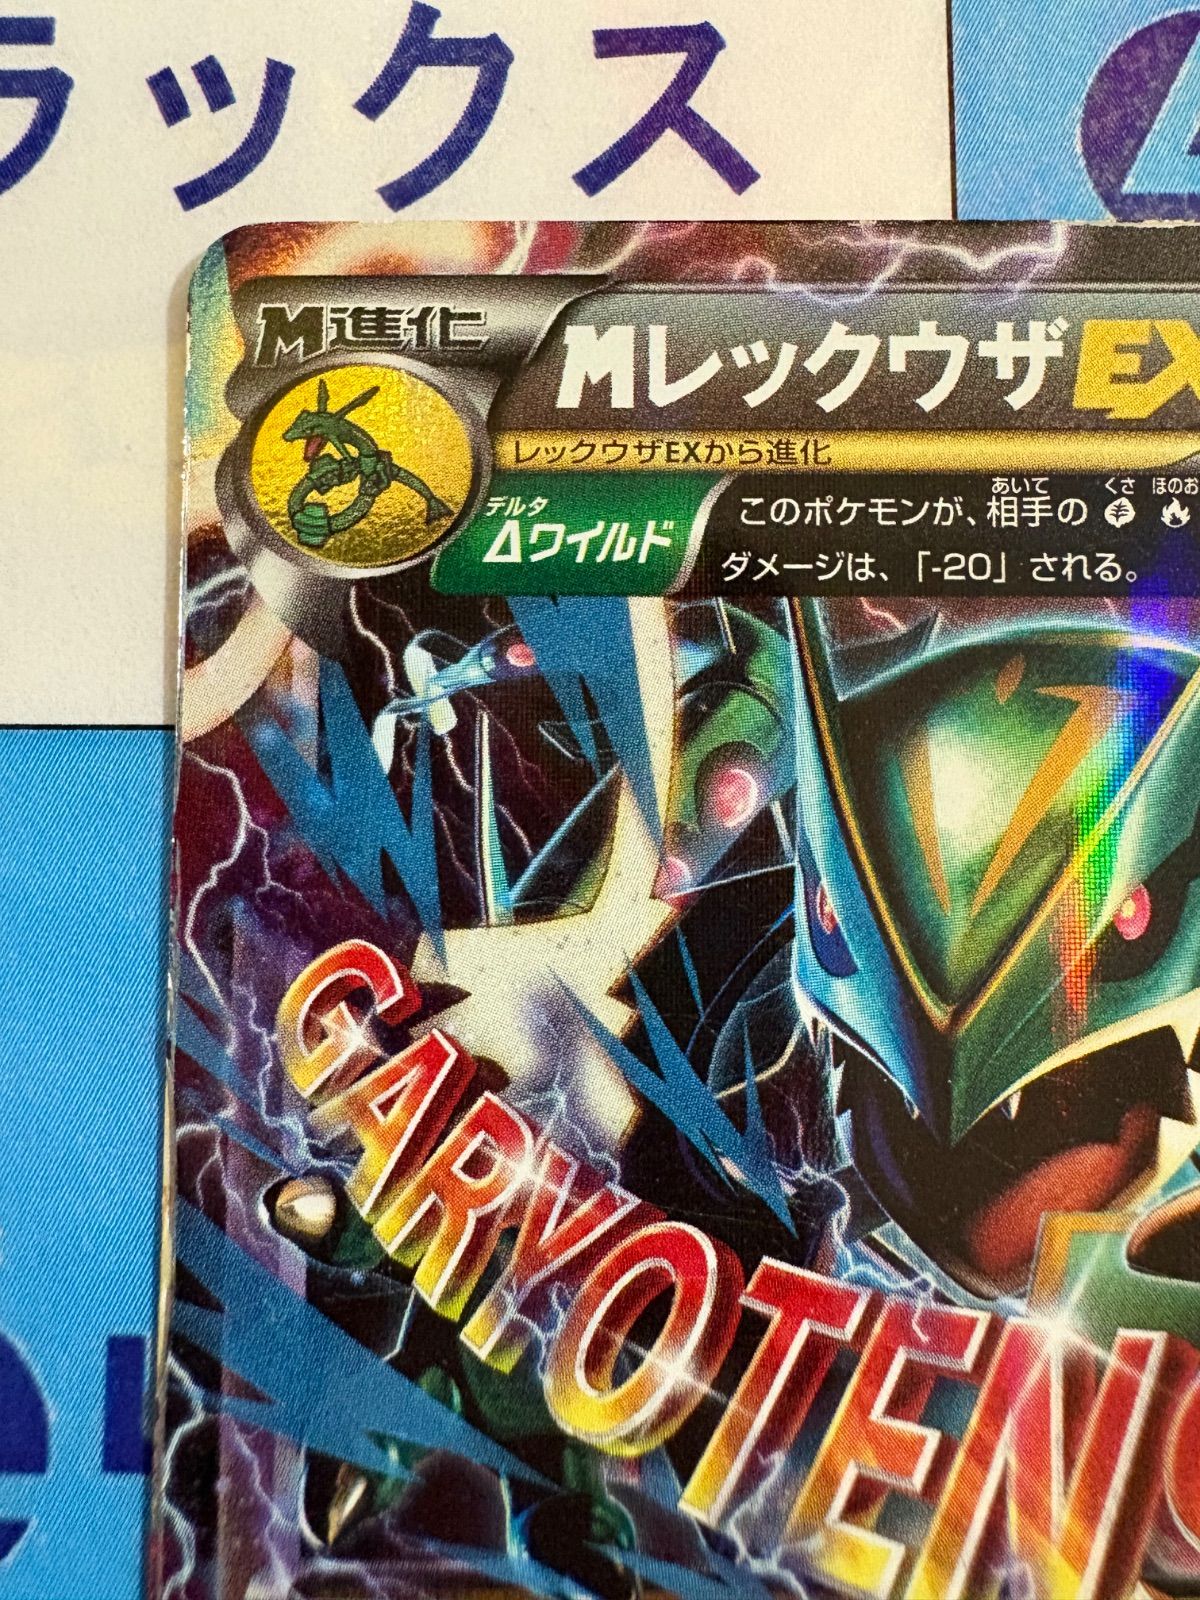 ラックス
M進化
MレックウザEX
レックウザEXから進化
デルタ
Δワイルド
あいて くさ ほのお
このポケモンが、相手の
ダメージは、「-20」される。
GARYOTEN